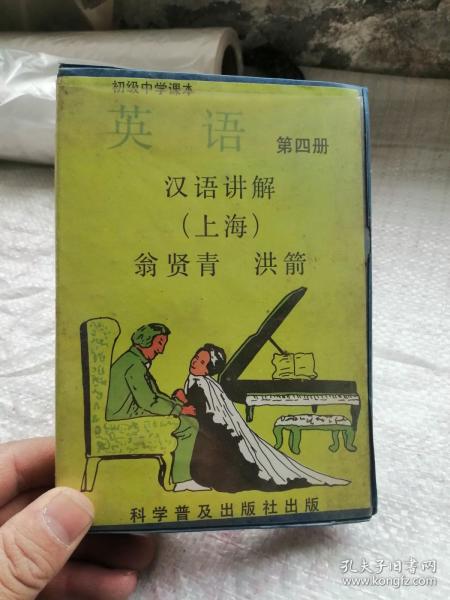 初级中学课本
英语 第四册
汉语讲解
(上海)
翁贤青 洪箭
科学普及出版社出版
孔夫子旧书网
www.kongfz.com